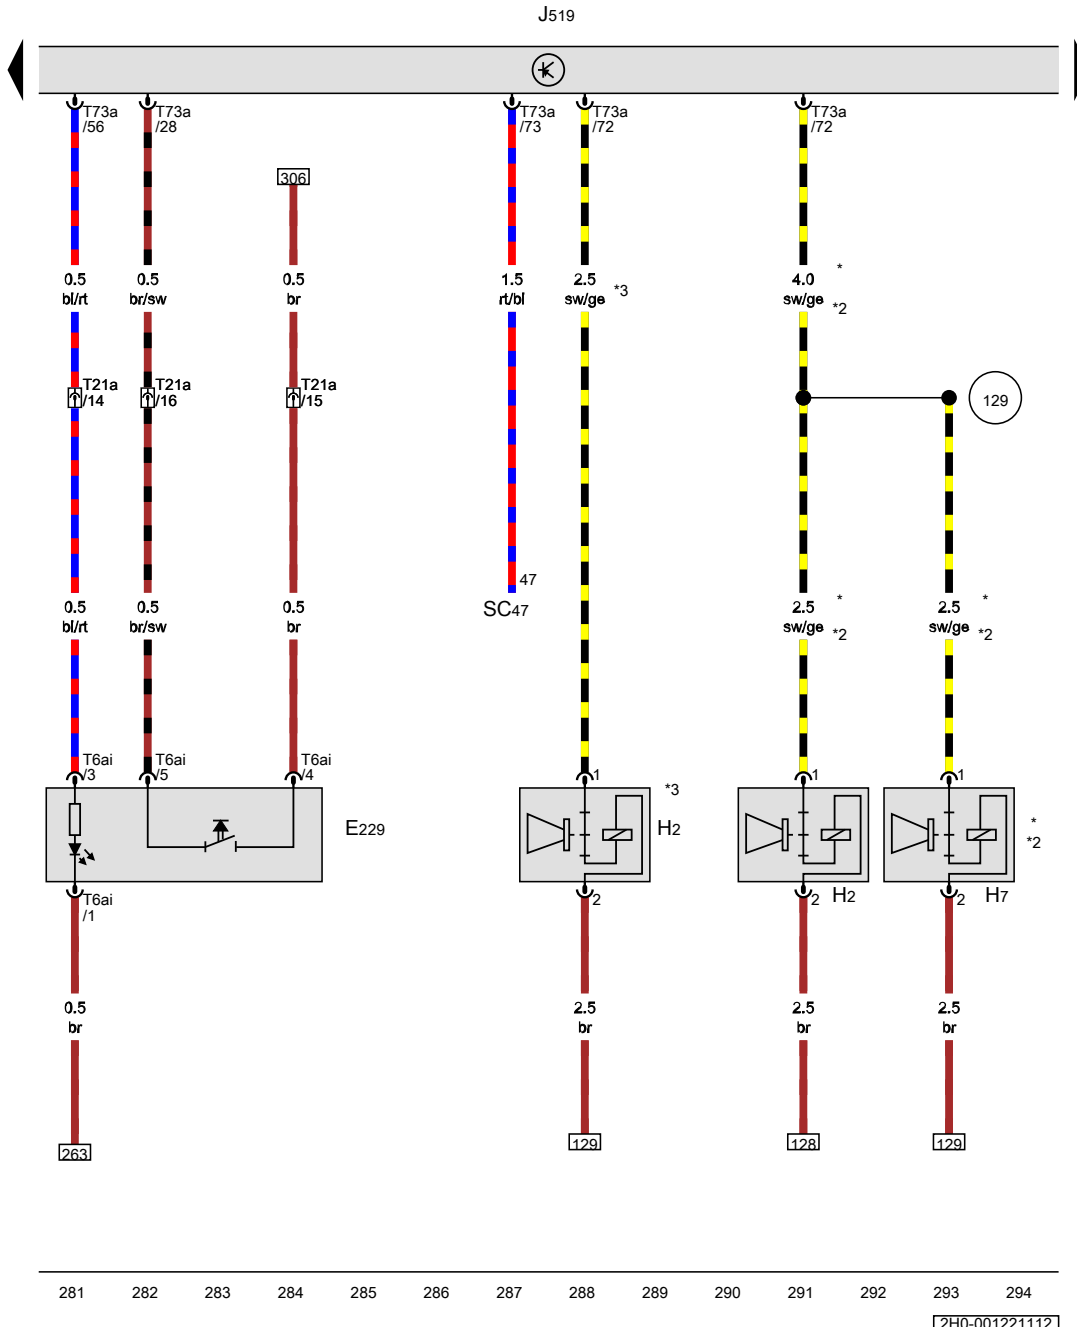 J519
T73a
/56
T73a
/28
T73a
/73
T73a
/72
T73a
/72
306
0.5
bl/rt
0.5
br/sw
0.5
br
1.5
rt/bl
2.5
sw/ge
*3
4.0
sw/ge
*
*2
T21a
/14
T21a
/16
T21a
/15
129
47
SC47
0.5
bl/rt
0.5
br/sw
0.5
br
2.5
sw/ge
*
*2
2.5
sw/ge
*
*2
T6ai
/3
T6ai
/5
T6ai
/4
1
1
1
E229
*3
H2
*
*2
T6ai
/1
2
2
H2
2
H7
0.5
br
2.5
br
2.5
br
2.5
br
263
129
128
129
281 282 283 284 285 286 287 288 289 290 291 292 293 294
2H0-001221112